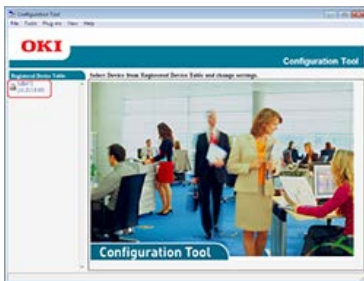 Configuration Tool
File Tools Plug-ins View Help
OKI
Configuration Tool
Registered Device Table
Select Device from Registered Device Table and change settings.
Configuration Tool